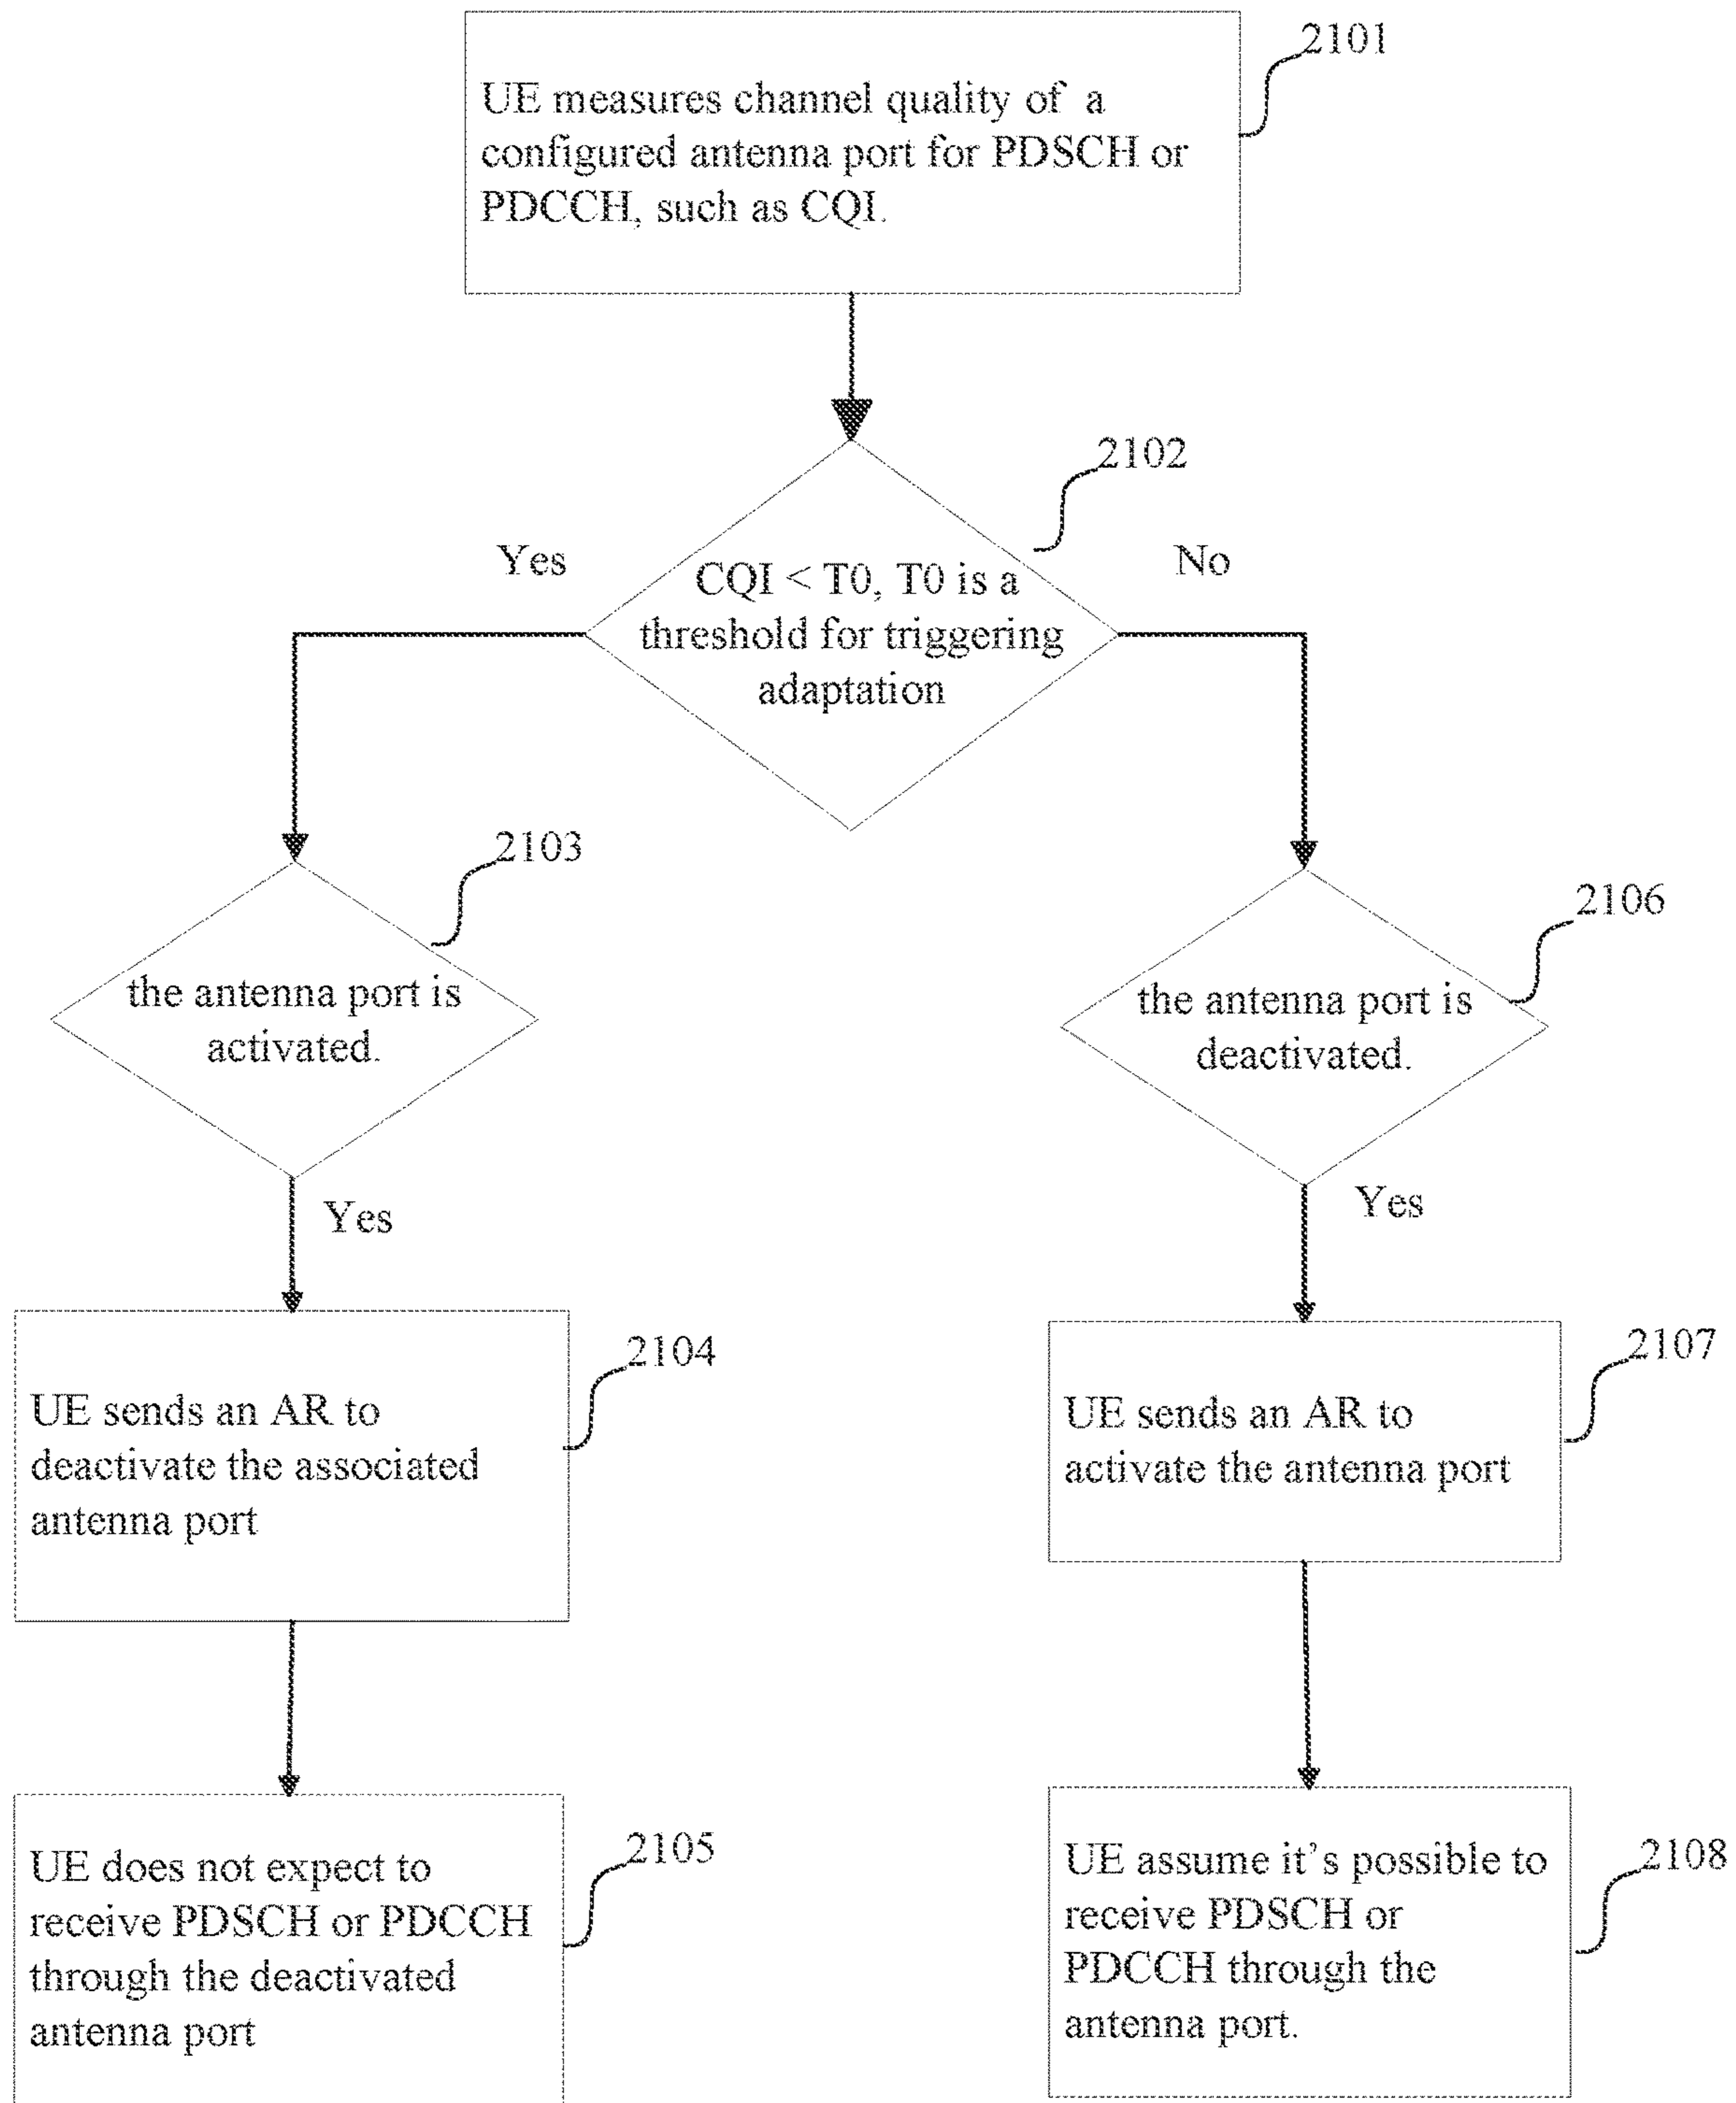 2101
UE measures channel quality of a
configured antenna port for PDSCH or
PDCCH, such as CQI.
2102
Yes
No
CQI < T0, T0 is a
threshold for triggering
adaptation
2103
the antenna port is
activated.
2106
the antenna port is
deactivated.
Yes
Yes
2104
UE sends an AR to
deactivate the associated
antenna port
2107
UE sends an AR to
activate the antenna port
2105
UE does not expect to
receive PDSCH or PDCCH
through the deactivated
antenna port
2108
UE assume it's possible to
receive PDSCH or
PDCCH through the
antenna port.